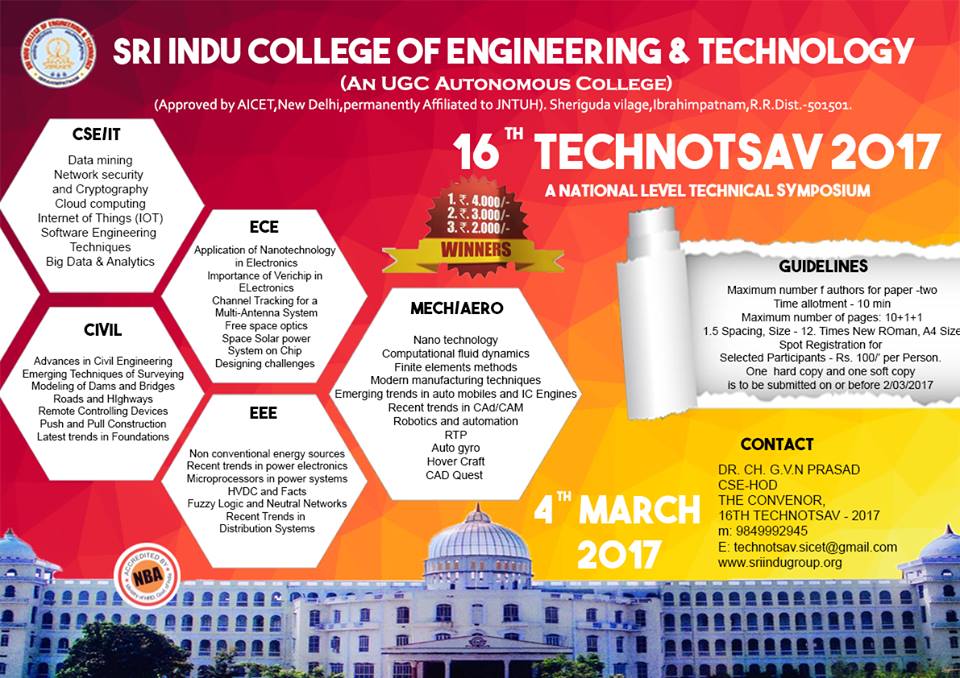 SRI INDU COLLEGE OF ENGINEERING & TECHNOLOGY
(AN UGC AUTONOMOUS COLLEGE)
(Approved by AICET,New Delhi,permanently Affiliated to JNTUH). Sheriguda vilage,Ibrahimpatnam,R.R.Dist.-501501.
16 TH TECHNOTSAV 2017
A NATIONAL LEVEL TECHNICAL SYMPOSIUM
1. ₹. 4.000/-
2. ₹. 3.000/-
3. ₹. 2.000/-
WINNERS
CSE/IT
Data mining
Network security
and Cryptography
Cloud computing
Internet of Things (IOT)
Software Engineering
Techniques
Big Data & Analytics
ECE
Application of Nanotechnology
in Electronics
Importance of Verichip in
ELectronics
Channel Tracking for a
Multi-Antenna System
Free space optics
Space Solar power
System on Chip
Designing challenges
CIVIL
Advances in Civil Engineering
Emerging Techniques of Surveying
Modeling of Dams and Bridges
Roads and HIghways
Remote Controlling Devices
Push and Pull Construction
Latest trends in Foundations
EEE
Non conventional energy sources
Recent trends in power electronics
Microprocessors in power systems
HVDC and Facts
Fuzzy Logic and Neutral Networks
Recent Trends in
Distribution Systems
MECH/AERO
Nano technology
Computational fluid dynamics
Finite elements methods
Modern manufacturing techniques
Emerging trends in auto mobiles and IC Engines
Recent trends in CAd/CAM
Robotics and automation
RTP
Auto gyro
Hover Craft
CAD Quest
GUIDELINES
Maximum number f authors for paper -two
Time allotment - 10 min
Maximum number of pages: 10+1+1
1.5 Spacing, Size - 12. Times New ROman, A4 Size
Spot Registration for
Selected Participants - Rs. 100/' per Person.
One hard copy and one soft copy
is to be submitted on or before 2/03/2017
4TH MARCH
2017
CONTACT
DR. CH. G.V.N PRASAD
CSE-HOD
THE CONVENOR,
16TH TECHNOTSAV - 2017
m: 9849992945
E: technotsav.sicet@gmail.com
www.sriindugroup.org
ACCREDITED BY
NBA